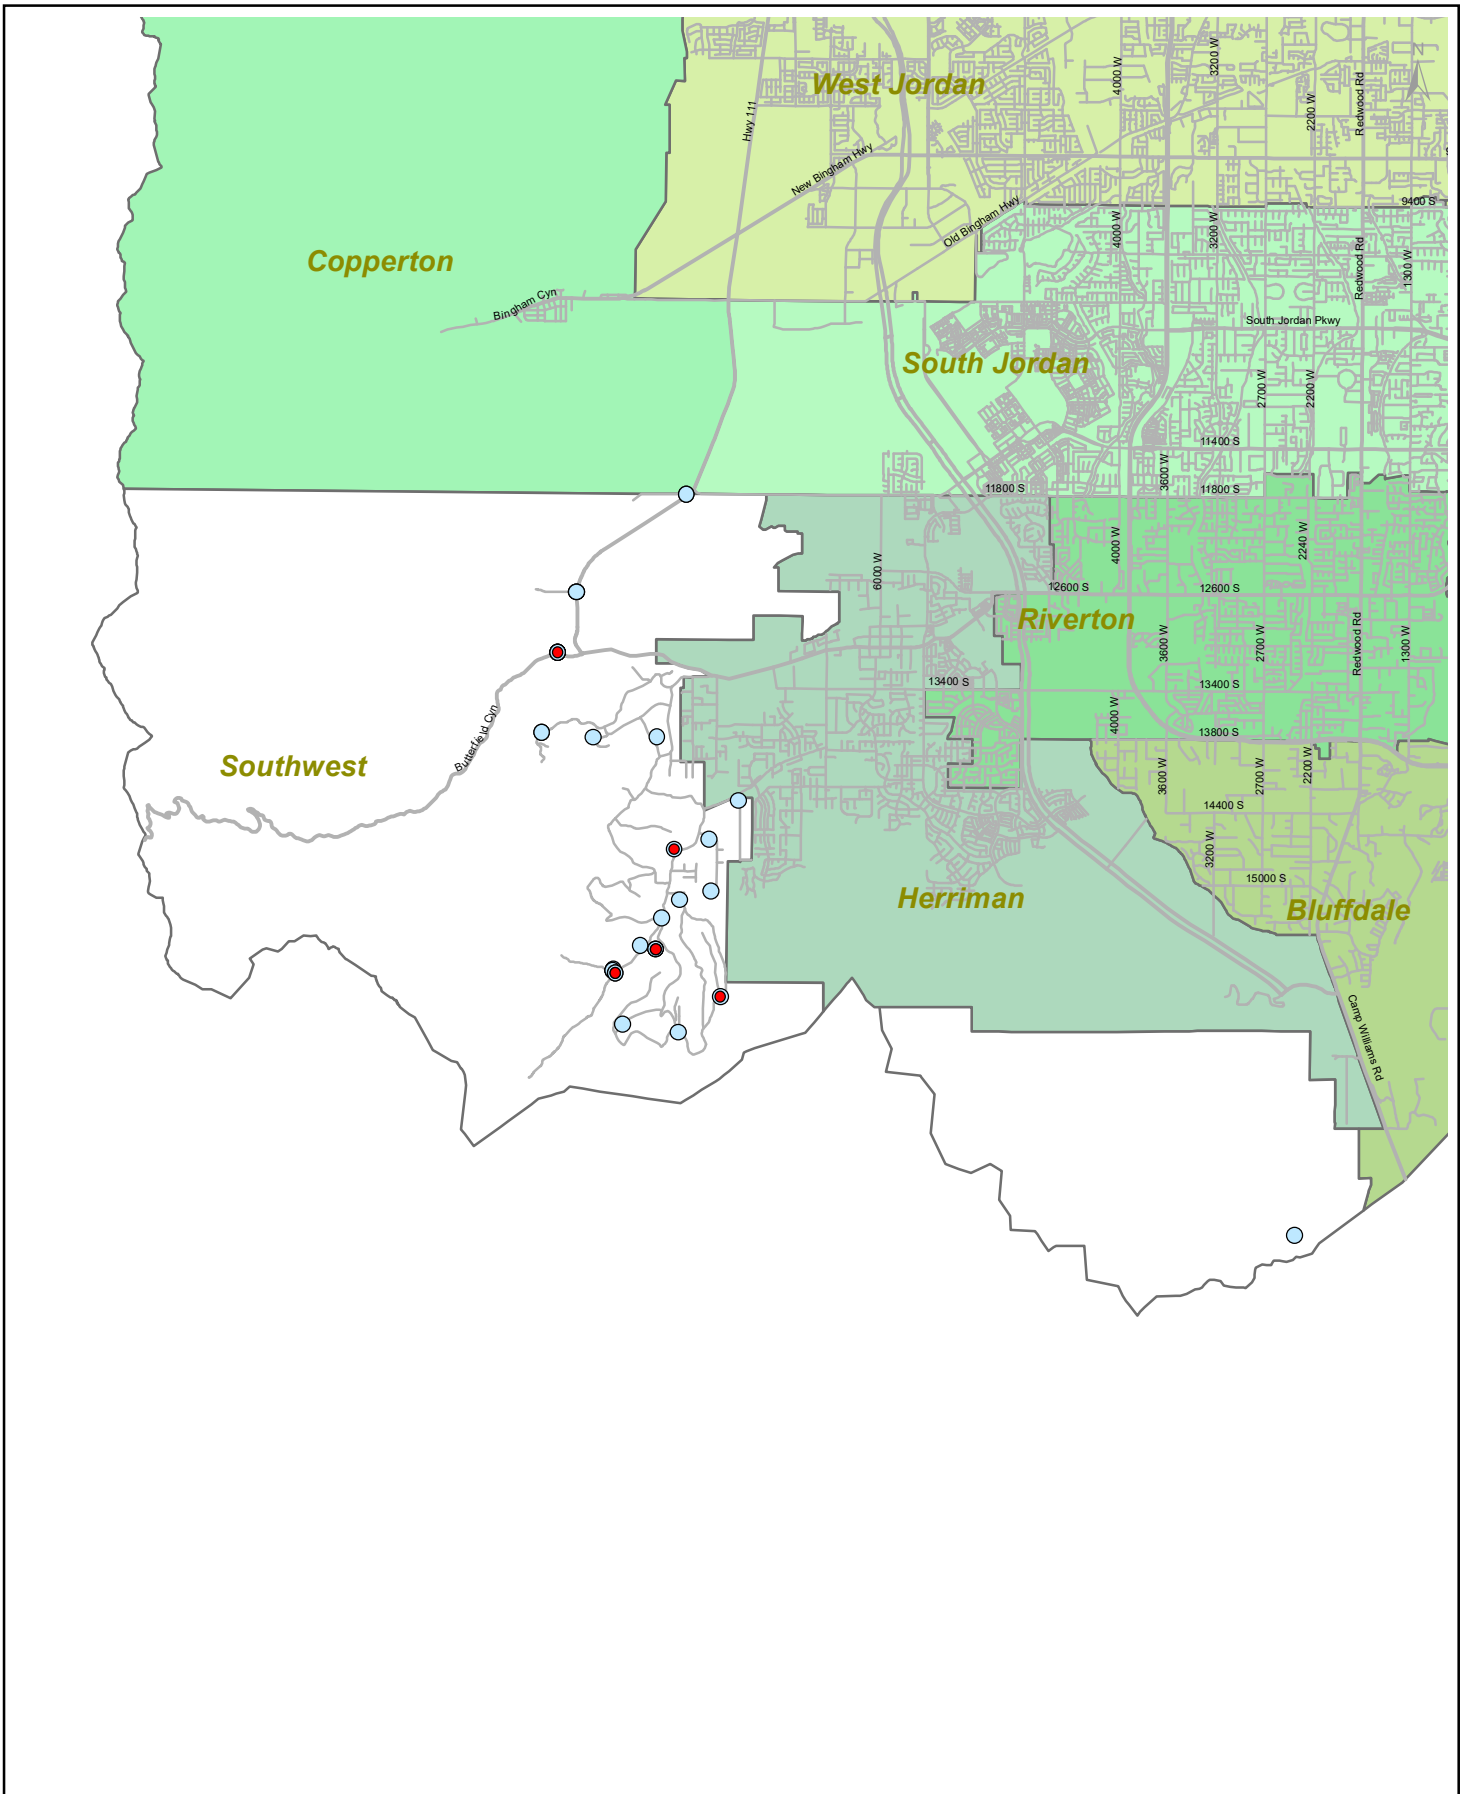 West Jordan
4000 W
3200 W
2200 W
Redwood Rd
N
Hwy 111
New Bingham Hwy
Old Bingham Hwy
9400 S
4000 W
3200 W
Redwood Rd
1300 W
Copperton
Bingham Cyn
South Jordan Pkwy
South Jordan
2700 W
2200 W
11400 S
3600 W
11800 S
11800 S
4000 W
2240 W
6000 W
12600 S
12600 S
Riverton
3600 W
2700 W
Redwood Rd
1300 W
13400 S
13400 S
4000 W
13800 S
Butterfield Cyn
Southwest
3600 W
2700 W
2200 W
14400 S
3200 W
15000 S
Herriman
Bluffdale
Camp Williams Rd